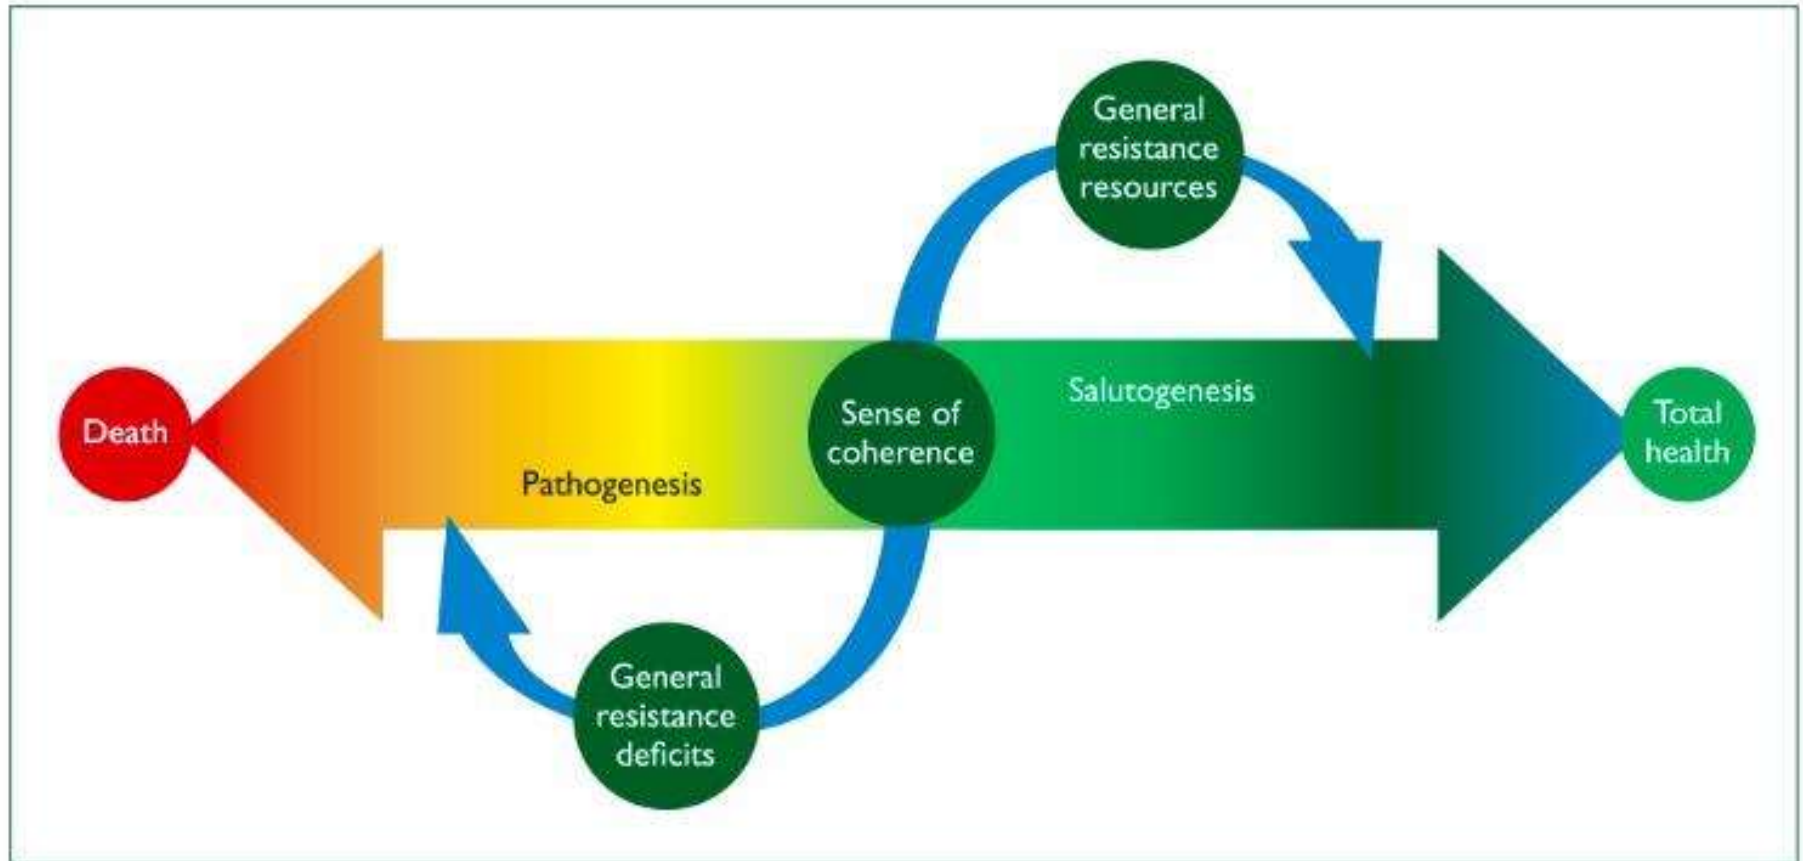 General
resistance
resources
Death
Pathogenesis
Sense of
coherence
Salutogenesis
Total
health
General
resistance
deficits